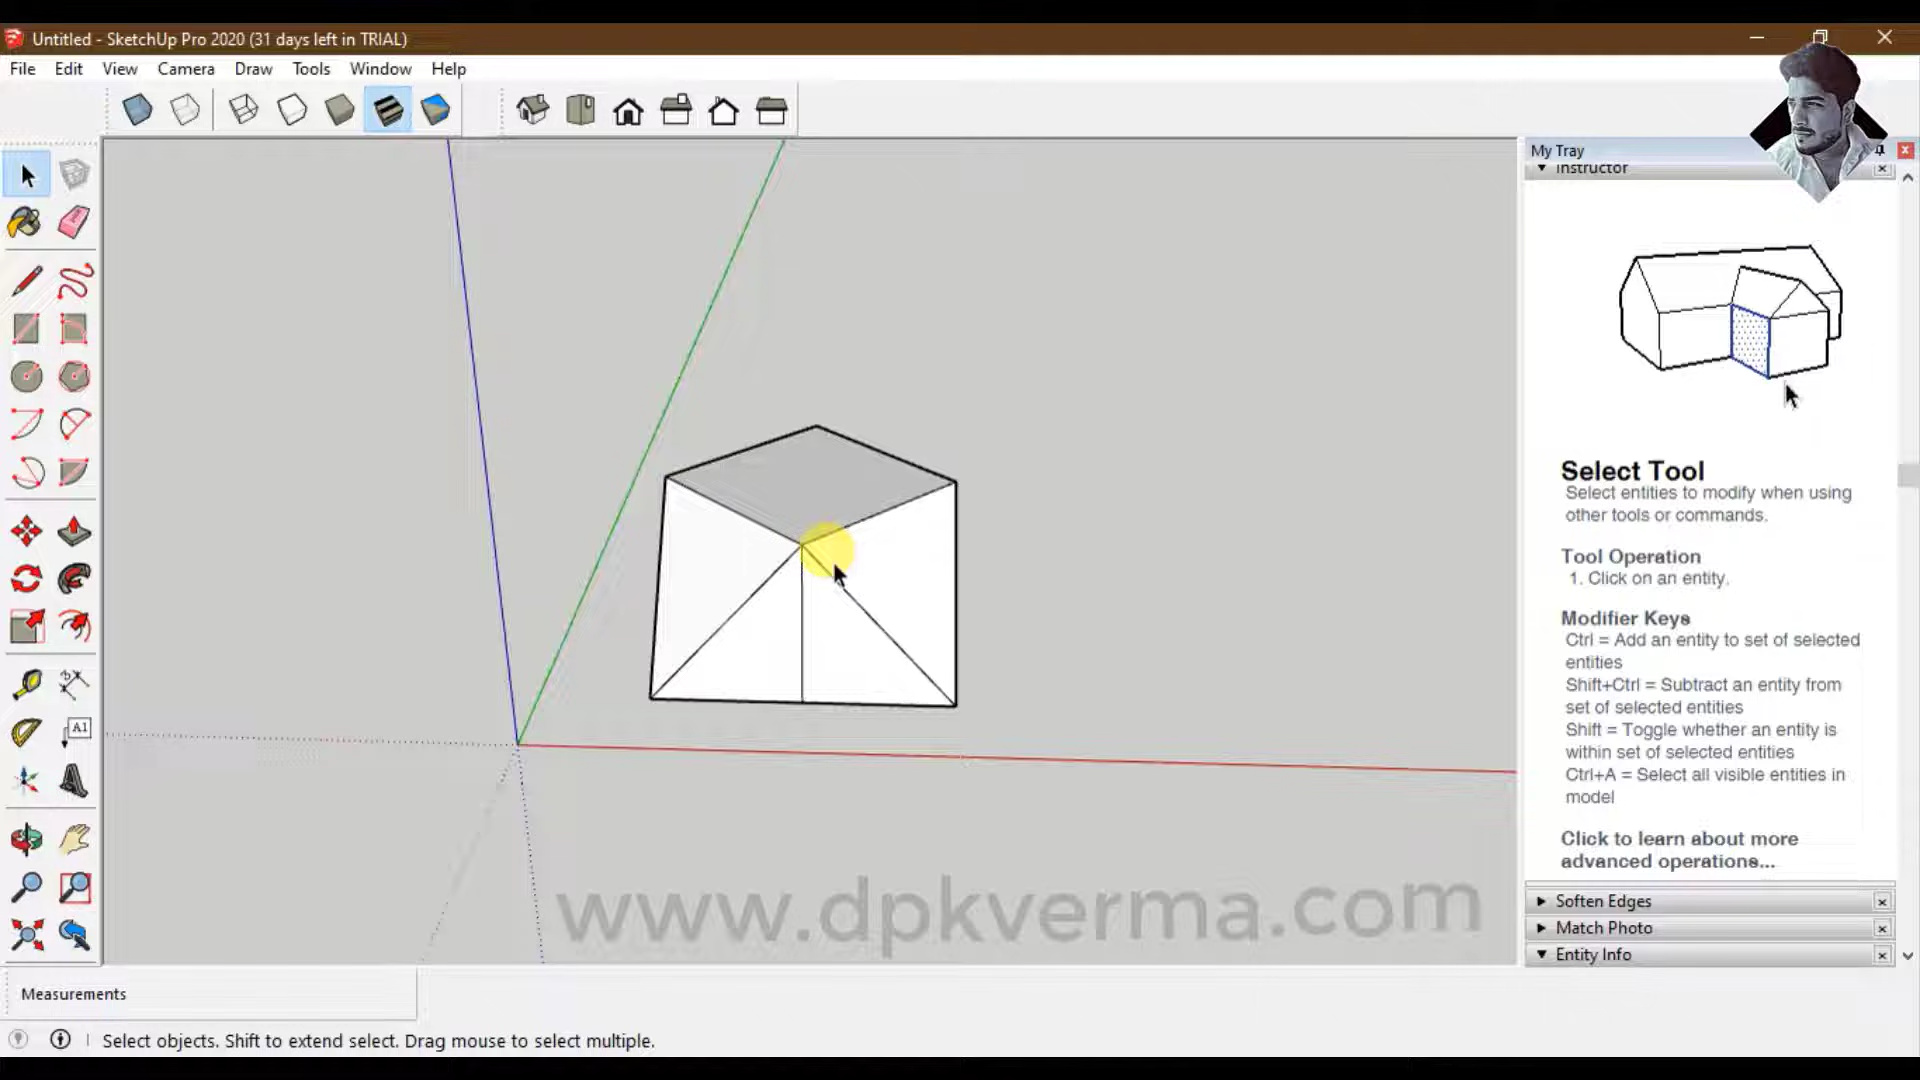 Untitled - SketchUp Pro 2020 (31 days left in TRIAL)
File Edit View Camera Draw Tools Window Help
My Tray
Instructor
Select Tool
Select entities to modify when using
other tools or commands.
Tool Operation
1. Click on an entity.
Modifier Keys
Ctrl = Add an entity to set of selected
entities
Shift+Ctrl = Subtract an entity from
set of selected entities
Shift = Toggle whether an entity is
within set of selected entities
Ctrl+A = Select all visible entities in
model
Click to learn about more
advanced operations...
Soften Edges
Match Photo
Entity Info
A1
www.dpkverma.com
Measurements
Select objects. Shift to extend select. Drag mouse to select multiple.